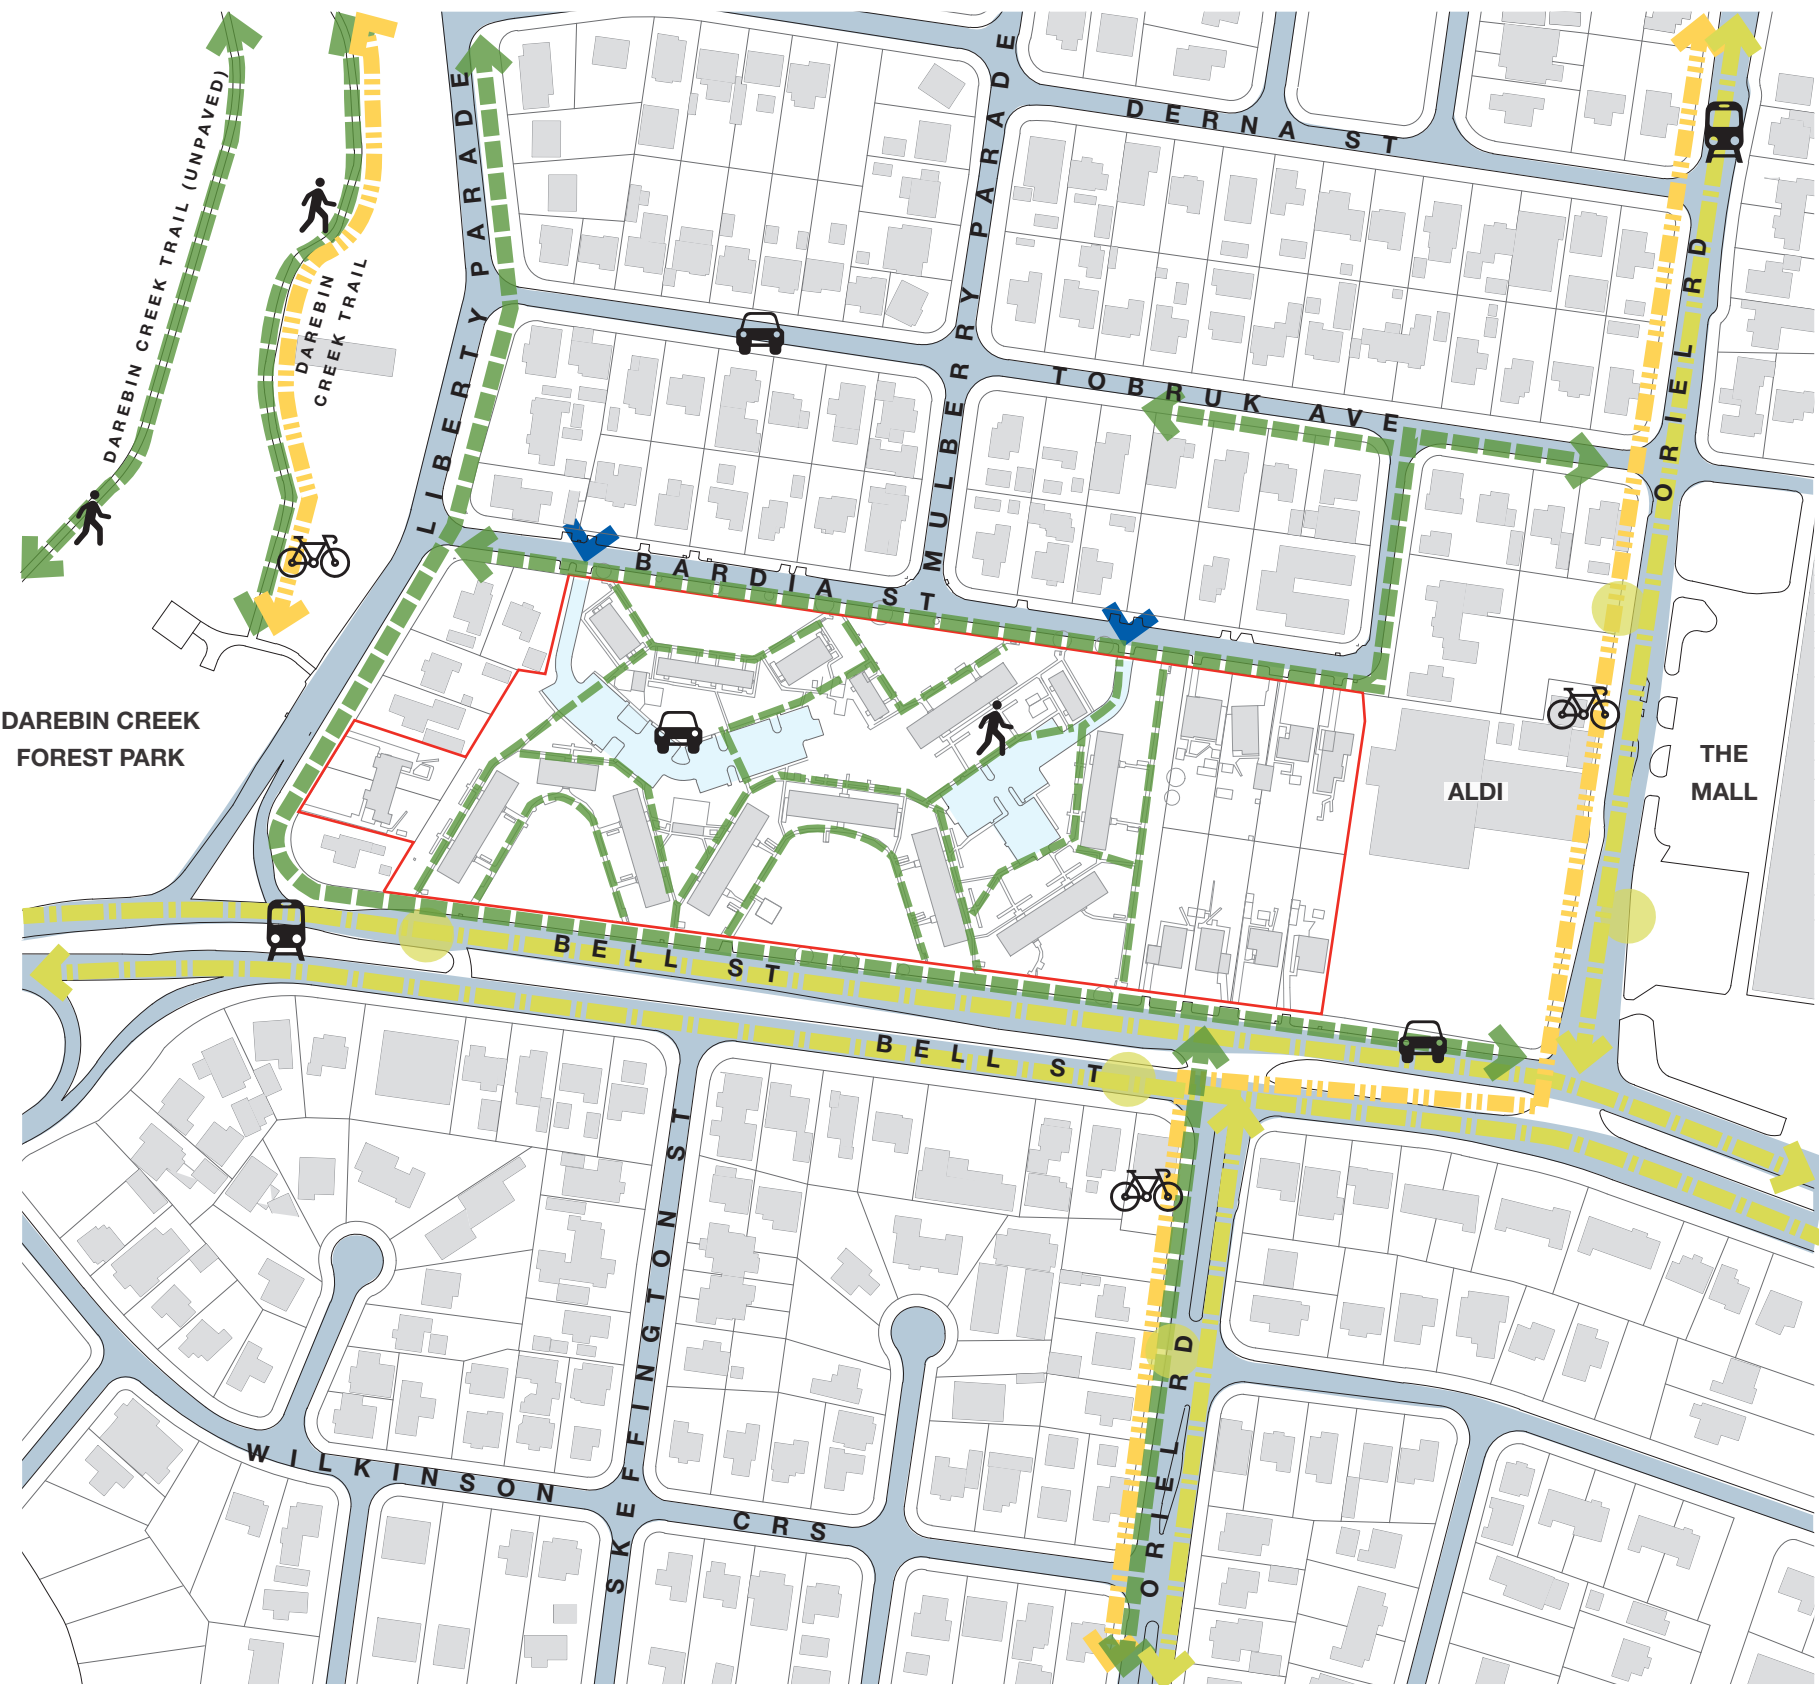 DAREBIN CREEK TRAIL (UNPAVED)
DAREBIN
CREEK TRAIL
LIBERTY PARADE
MULBERRY PARADE
DERNA ST
TOBRUK AVE
ORIEL RD
BARDIA ST
DAREBIN CREEK
FOREST PARK
ALDI
THE
MALL
BELL ST
BELL ST
SKEFFINGTON ST
ORIEL RD
WILKINSON CRS